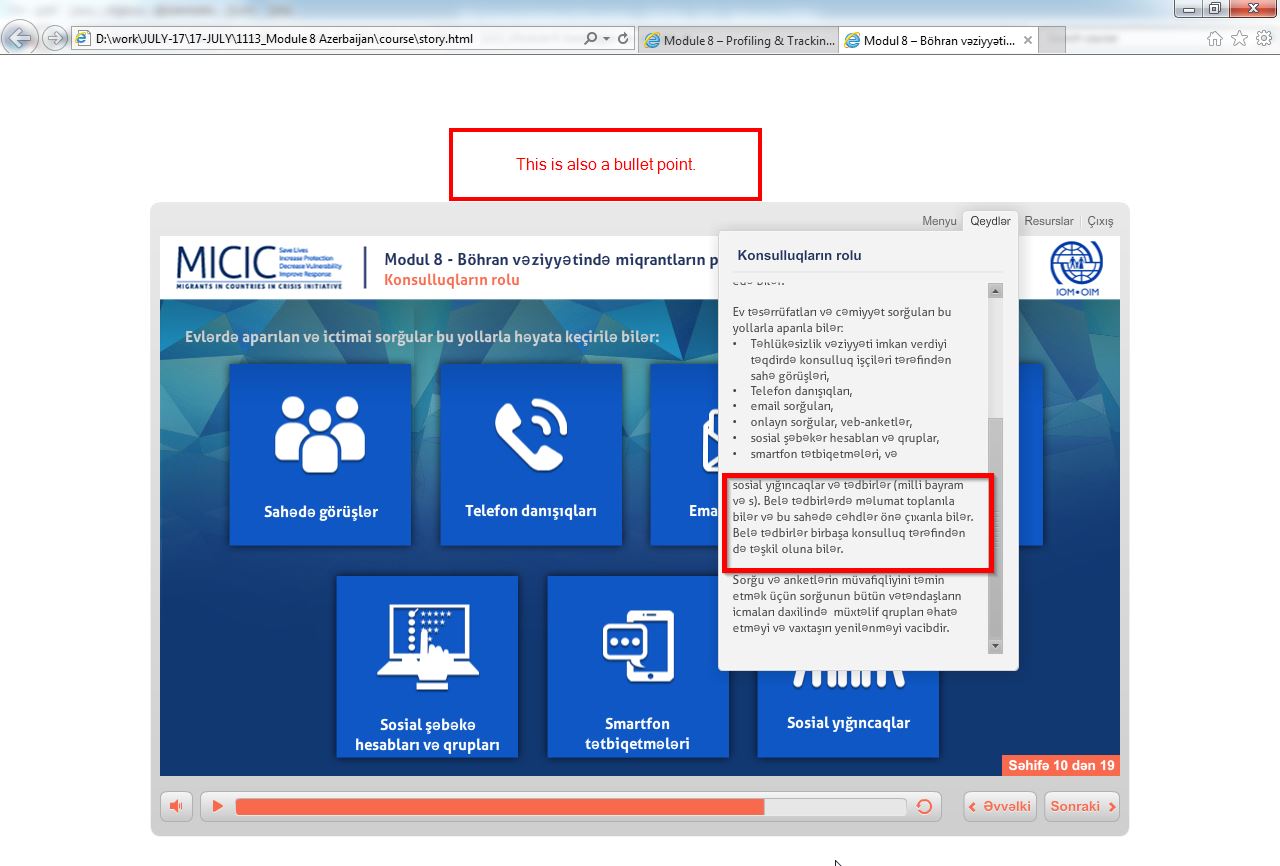 D:\work\JULY-17\17-JULY\1113_Module 8 Azerbaijan\course\story.html
Module 8 – Profiling & Trackin...
Modul 8 – Böhran vəziyyəti...
This is also a bullet point.
Menyu
Qeydlər
Resurslar
Çıxış
MICIC
Save Lives
Increase Protection
Decrease Vulnerability
Improve Response
MIGRANTS IN COUNTRIES IN CRISIS INITIATIVE
Modul 8 - Böhran vəziyyətində miqrantların p
Konsulluqların rolu
IOM•OIM
Evlərdə aparılan və ictimai sorğular bu yollarla həyata keçirilə bilər:
Sahədə görüşlər
Telefon danışıqları
Ema
Sosial şəbəkə
hesabları və qrupları
Smartfon
tətbiqetmələri
Sosial yığıncaqlar
Konsulluqların rolu
edə bilər.
Ev təsərrüfatları və cəmiyyət sorğuları bu
yollarla aparıla bilər:
• Təhlükəsizlik vəziyyəti imkan verdiyi
təqdirdə konsulluq işçiləri tərəfindən
sahə görüşləri,
• Telefon danışıqları,
• email sorğuları,
• onlayn sorğular, veb-anketlər,
• sosial şəbəkər hesabları və qruplar,
• smartfon tətbiqetmələri, və
sosial yığıncaqlar və tədbirlər (milli bayram
və s). Belə tədbirlərdə məlumat toplanıla
bilər və bu sahədə cəhdlər önə çıxarıla bilər.
Belə tədbirlər birbaşa konsulluq tərəfindən
də təşkil oluna bilər.
Sorğu və anketlərin müvafiqliyini təmin
etmək üçün sorğunun bütün vətəndaşların
icmaları daxilində müxtəlif qrupları əhatə
etməyi və vaxtaşırı yenilənməyi vacibdir.
Səhifə 10 dən 19
Əvvəlki
Sonraki